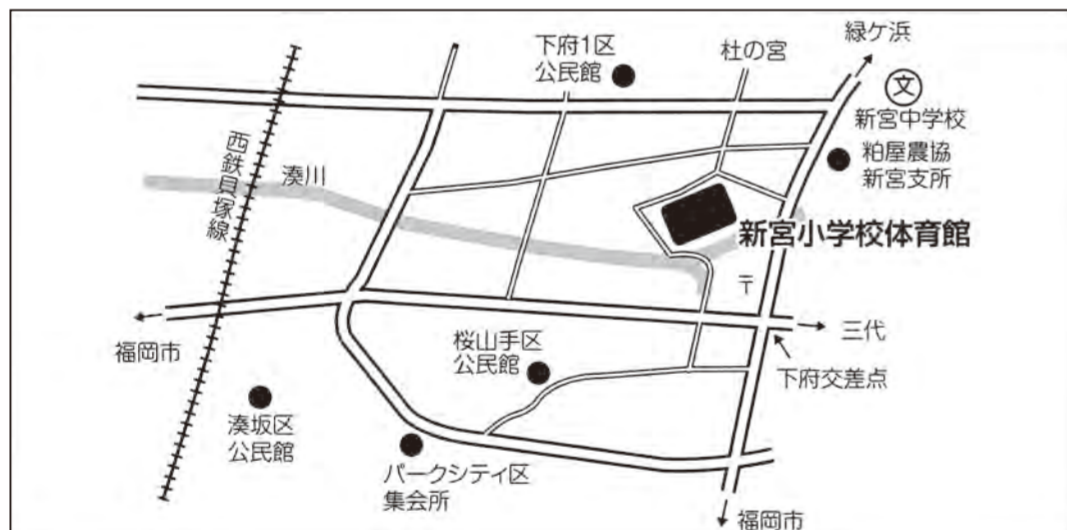 緑ケ浜
下府1区
公民館
杜の宮
文
新宮中学校
粕屋農協
新宮支所
西鉄貝塚線
湊川
新宮小学校体育館
〒
福岡市
三代
桜山手区
公民館
下府交差点
湊坂区
公民館
パークシティ区
集会所
福岡市